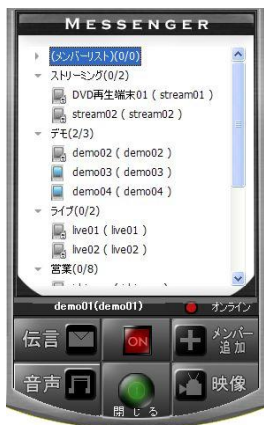 MESSENGER
(メンバーリスト)(0/0)
ストリーミング(0/2)
DVD再生端末01 ( stream01 )
stream02 ( stream02 )
デモ(2/3)
demo02 ( demo02 )
demo03 ( demo03 )
demo04 ( demo04 )
ライブ(0/2)
live01 ( live01 )
live02 ( live02 )
営業(0/8)
demo01(demo01) オンライン
伝言 ON メンバー追加
音声 閉じる 映像